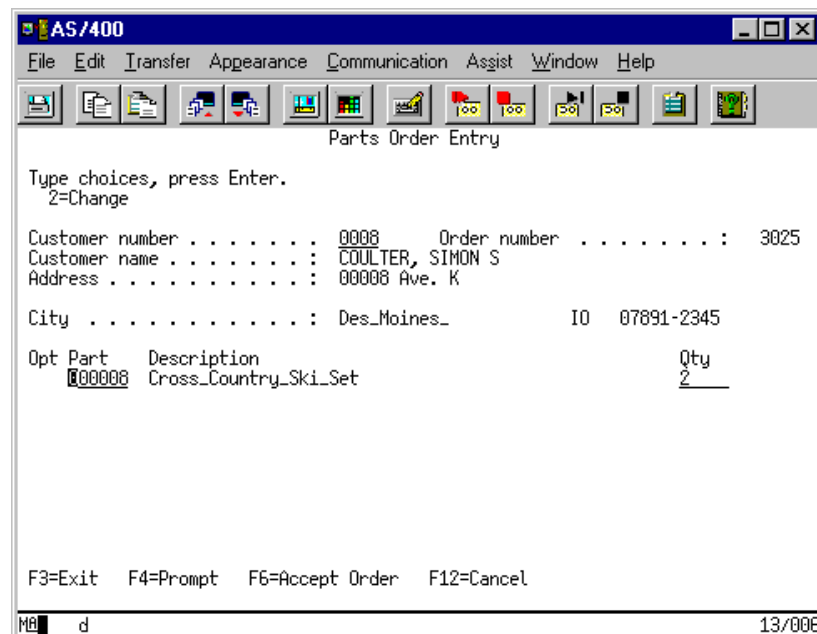 AS/400
File Edit Transfer Appearance Communication Assist Window Help
Parts Order Entry
Type choices, press Enter.
2=Change
Customer number . . . . . . . 0008 Order number . . . . . . . : 3025
Customer name . . . . . . . : COULTER, SIMON S
Address . . . . . . . . . . : 00008 Ave. K
City . . . . . . . . . . . : Des_Moines_ IO 07891-2345
Opt Part Description Qty
000008 Cross_Country_Ski_Set 2
F3=Exit F4=Prompt F6=Accept Order F12=Cancel
MA d 13/006